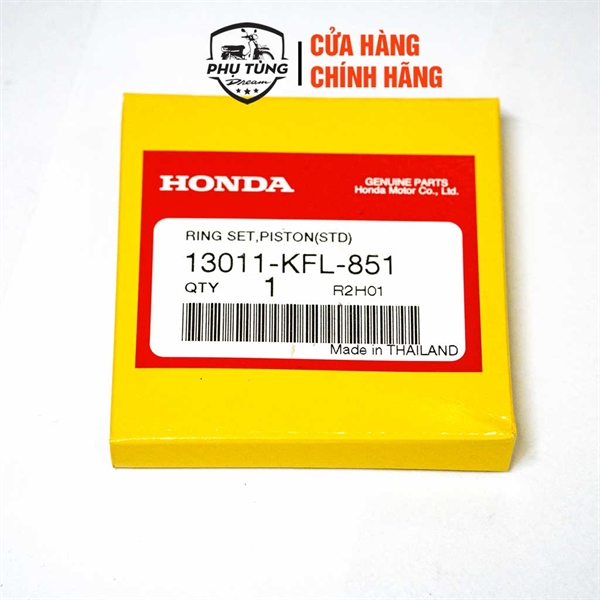 PHỤ TÙNG
Dream
CỬA HÀNG
CHÍNH HÃNG
HONDA
GENUINE PARTS
Honda Motor Co., Ltd.
RING SET,PISTON(STD)
13011-KFL-851
QTY 1 R2H01
Made in THAILAND